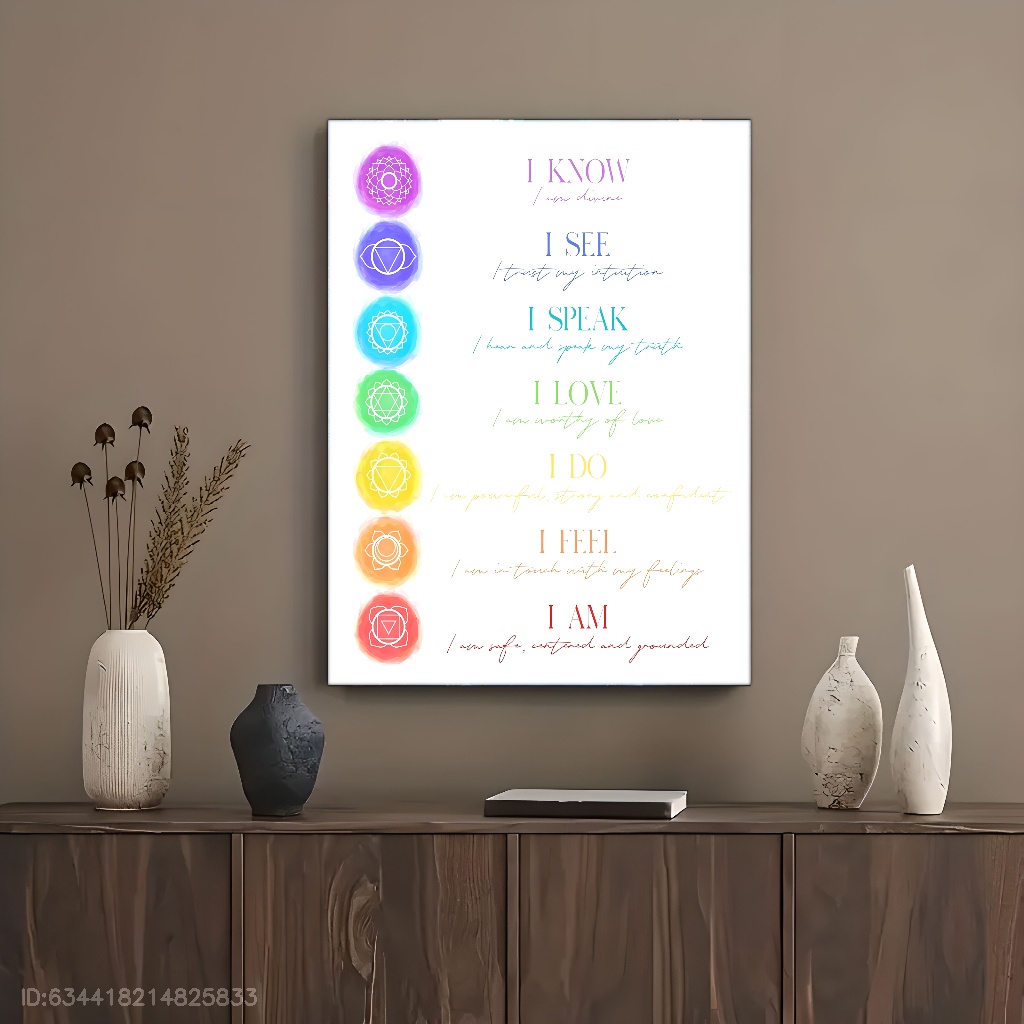 I KNOW
I am divine
I SEE
I trust my intuition
I SPEAK
I hear and speak my truth
I LOVE
I am worthy of love
I DO
I am powerful, strong and confident
I FEEL
I am in touch with my feelings
I AM
I am safe, centered and grounded
ID:634418214825833